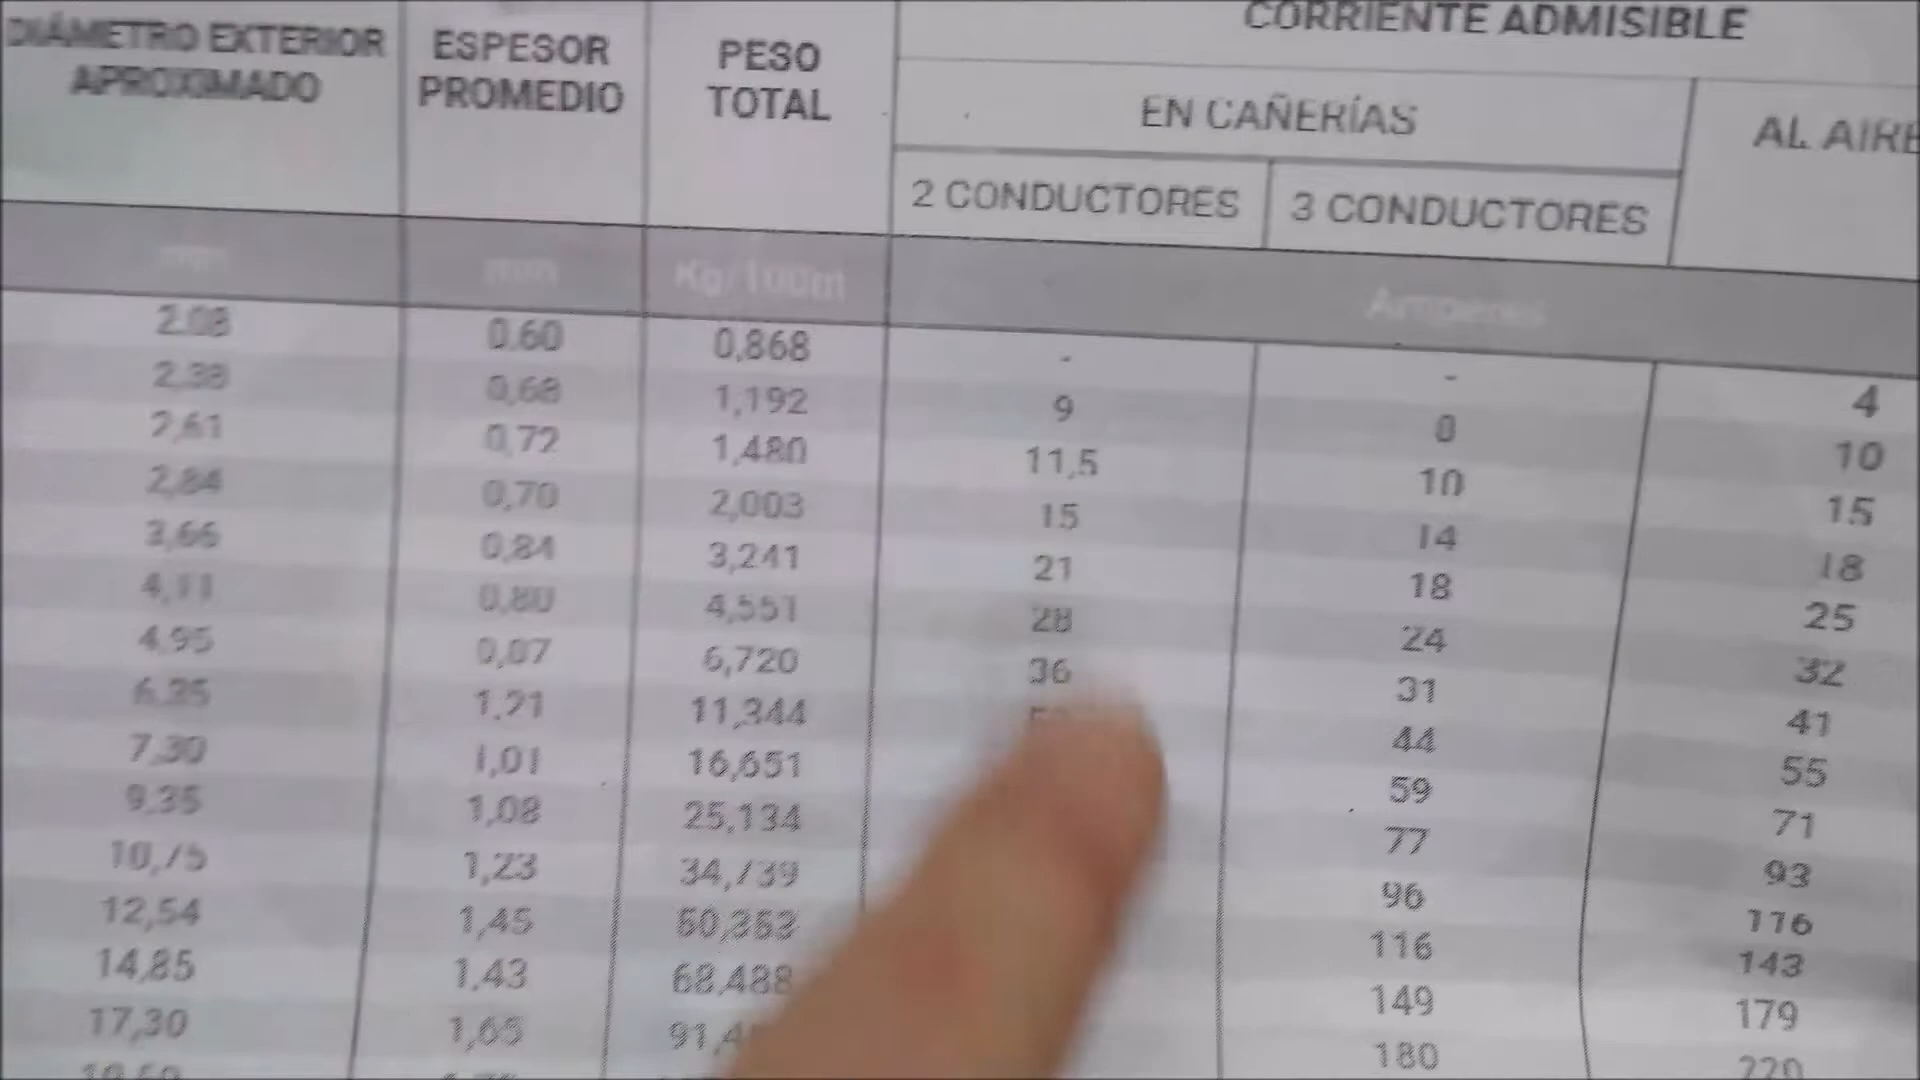 CORRIENTE ADMISIBLE
DIÁMETRO EXTERIOR APROXIMADO ESPESOR PROMEDIO PESO TOTAL EN CAÑERÍAS AL AIRE
2 CONDUCTORES 3 CONDUCTORES
mm mm Kg/100mt Amperes
2.08 0.60 0,868 - - 4
2.38 0,68 1,192 9 10
2,61 0,72 1,480 11,5 10 15
2,84 0,70 2,003 15 14 18
3,66 0,84 3,241 21 18 25
4,11 0,80 4,551 28 24 32
4.95 6,720 36 31 41
6.35 1.21 11,344 44 55
7,30 1,01 16,651 59 71
9.35 1,08 25,134 77 93
10,75 1,23 34,739 96 116
12,54 1,45 116 143
14,85 1,43 68,488 149 179
17,30 1,65 180 220